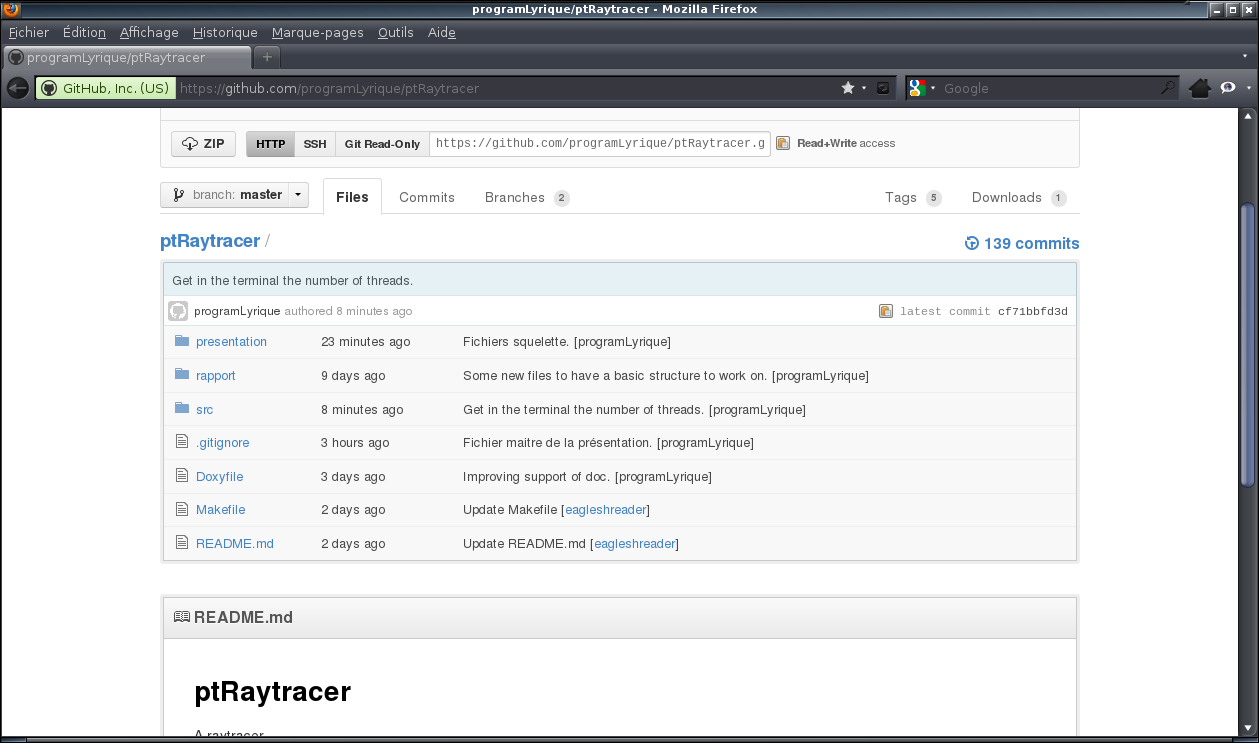 programLyrique/ptRaytracer - Mozilla Firefox
Fichier Édition Affichage Historique Marque-pages Outils Aide
programLyrique/ptRaytracer +
GitHub, Inc. (US) https://github.com/programLyrique/ptRaytracer Google
ZIP HTTP SSH Git Read-Only https://github.com/programLyrique/ptRaytracer.g Read+Write access
branch: master Files Commits Branches 2 Tags 5 Downloads 1
ptRaytracer / 139 commits
Get in the terminal the number of threads.
programLyrique authored 8 minutes ago latest commit cf71bbfd3d
presentation 23 minutes ago Fichiers squelette. [programLyrique]
rapport 9 days ago Some new files to have a basic structure to work on. [programLyrique]
src 8 minutes ago Get in the terminal the number of threads. [programLyrique]
.gitignore 3 hours ago Fichier maitre de la présentation. [programLyrique]
Doxyfile 3 days ago Improving support of doc. [programLyrique]
Makefile 2 days ago Update Makefile [eagleshreader]
README.md 2 days ago Update README.md [eagleshreader]
README.md
ptRaytracer
A raytracer